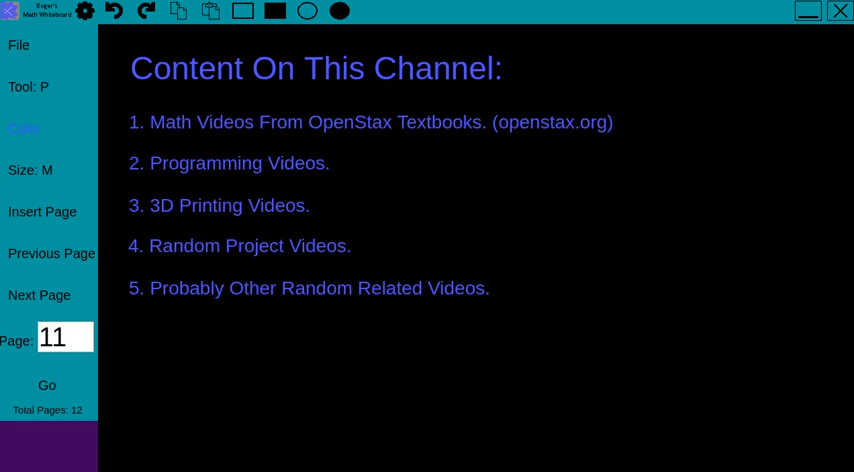 Roger's
Math Whiteboard
File
Tool: P
Color
Size: M
Insert Page
Previous Page
Next Page
Page: 11
Go
Total Pages: 12
Content On This Channel:
1. Math Videos From OpenStax Textbooks. (openstax.org)
2. Programming Videos.
3. 3D Printing Videos.
4. Random Project Videos.
5. Probably Other Random Related Videos.